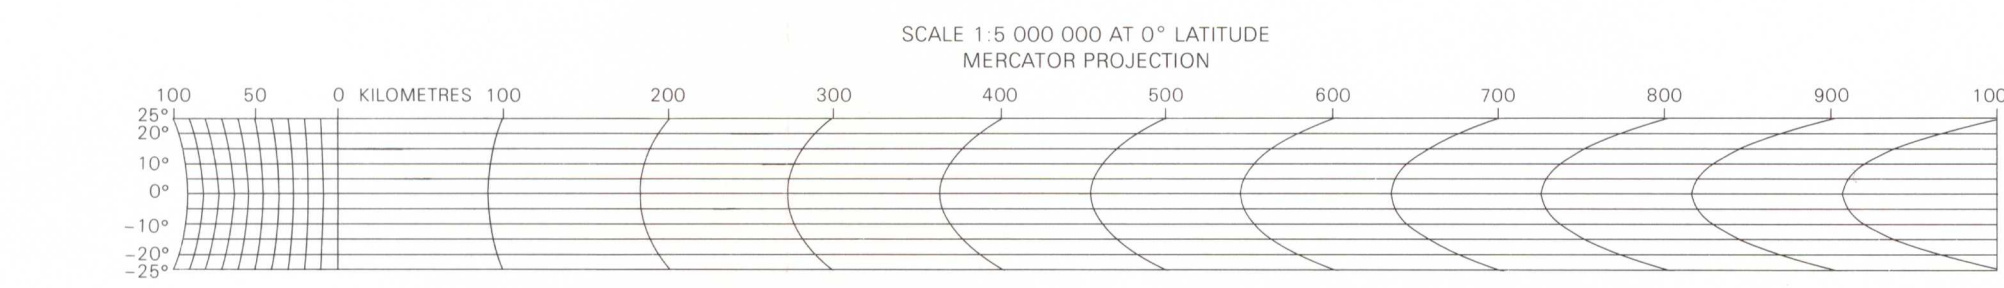 SCALE 1:5 000 000 AT 0° LATITUDE
MERCATOR PROJECTION
100 50 0 KILOMETRES 100 200 300 400 500 600 700 800 900 100
25°
20°
10°
0°
−10°
−20°
−25°